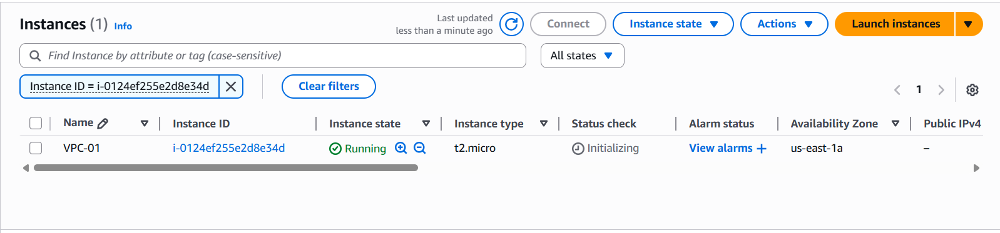 Instances (1) Info
Last updated
less than a minute ago
Connect
Instance state
Actions
Launch instances
Find Instance by attribute or tag (case-sensitive)
All states
Instance ID = i-0124ef255e2d8e34d
Clear filters
1
Name Instance ID Instance state Instance type Status check Alarm status Availability Zone Public IPv4
VPC-01 i-0124ef255e2d8e34d Running t2.micro Initializing View alarms + us-east-1a –